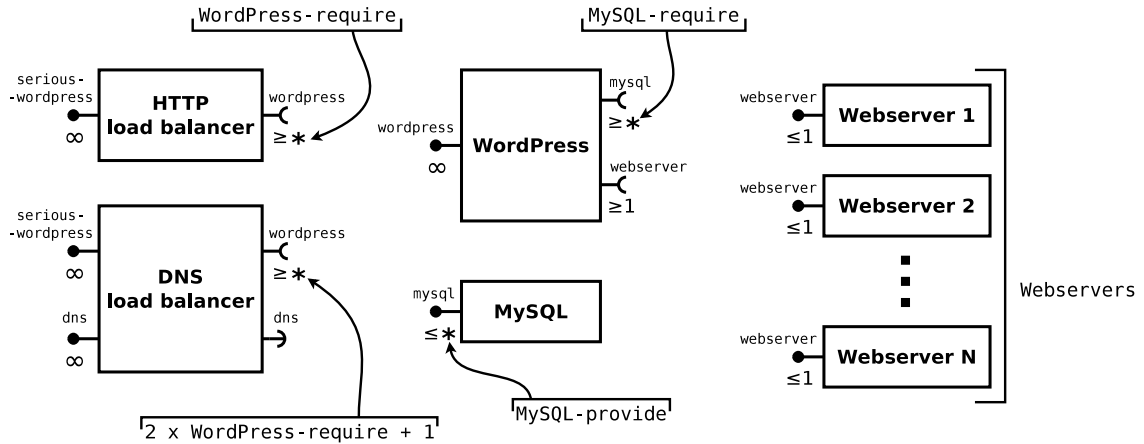 WordPress-require
MySQL-require
serious-
-wordpress
∞
HTTP
load balancer
wordpress
≥*
wordpress
∞
WordPress
mysql
≥*
webserver
≥1
webserver
≤1
Webserver 1
webserver
≤1
Webserver 2
webserver
≤1
Webserver N
Webservers
serious-
-wordpress
∞
dns
∞
DNS
load balancer
wordpress
≥*
dns
mysql
≤*
MySQL
2 x WordPress-require + 1
MySQL-provide